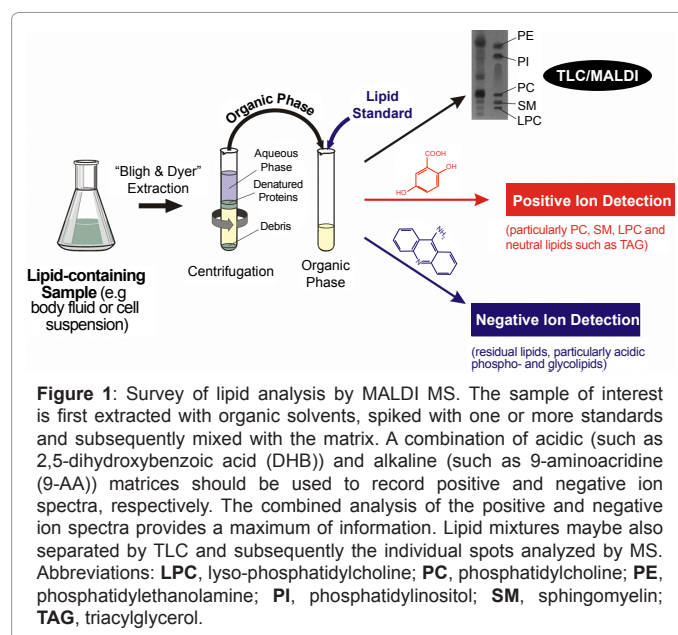 PE
PI
TLC/MALDI
PC
SM
LPC
Organic Phase
Lipid
Standard
"Bligh & Dyer"
Extraction
Aqueous
Phase
Denatured
Proteins
Debris
COOH
OH
HO
Positive Ion Detection
(particularly PC, SM, LPC and
neutral lipids such as TAG)
NH2
N
Centrifugation
Organic
Phase
Lipid-containing
Sample (e.g
body fluid or cell
suspension)
Negative Ion Detection
(residual lipids, particularly acidic
phospho- and glycolipids)
Figure 1: Survey of lipid analysis by MALDI MS. The sample of interest
is first extracted with organic solvents, spiked with one or more standards
and subsequently mixed with the matrix. A combination of acidic (such as
2,5-dihydroxybenzoic acid (DHB)) and alkaline (such as 9-aminoacridine
(9-AA)) matrices should be used to record positive and negative ion
spectra, respectively. The combined analysis of the positive and negative
ion spectra provides a maximum of information. Lipid mixtures maybe also
separated by TLC and subsequently the individual spots analyzed by MS.
Abbreviations: LPC, lyso-phosphatidylcholine; PC, phosphatidylcholine; PE,
phosphatidylethanolamine; PI, phosphatidylinositol; SM, sphingomyelin;
TAG, triacylglycerol.